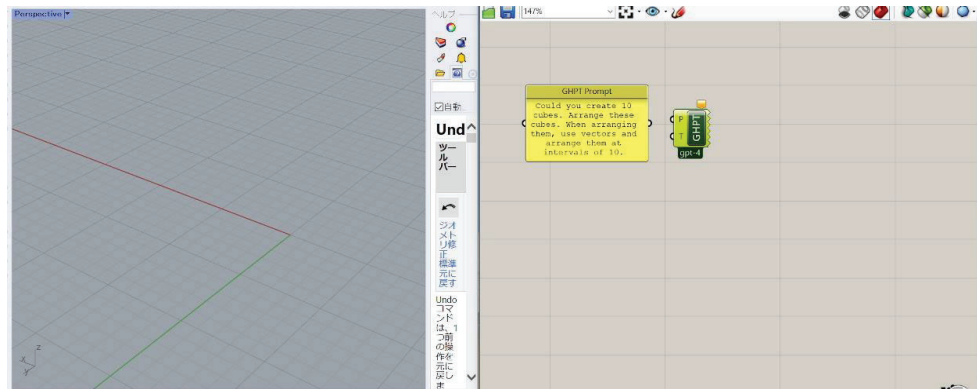 Perspective
ヘルプ
147%
自動
Und
ツー
ル
バー
ジオ
メト
リ修
正
標準
元に
戻す
Undo
コマ
ンド
は、1
つ前
の操
作を
元に
戻し
ま
GHPT Prompt
Could you create 10
cubes. Arrange these
cubes. When arranging
them, use vectors and
arrange them at
intervals of 10.
P
T
GHPT
gpt-4
z
x
y